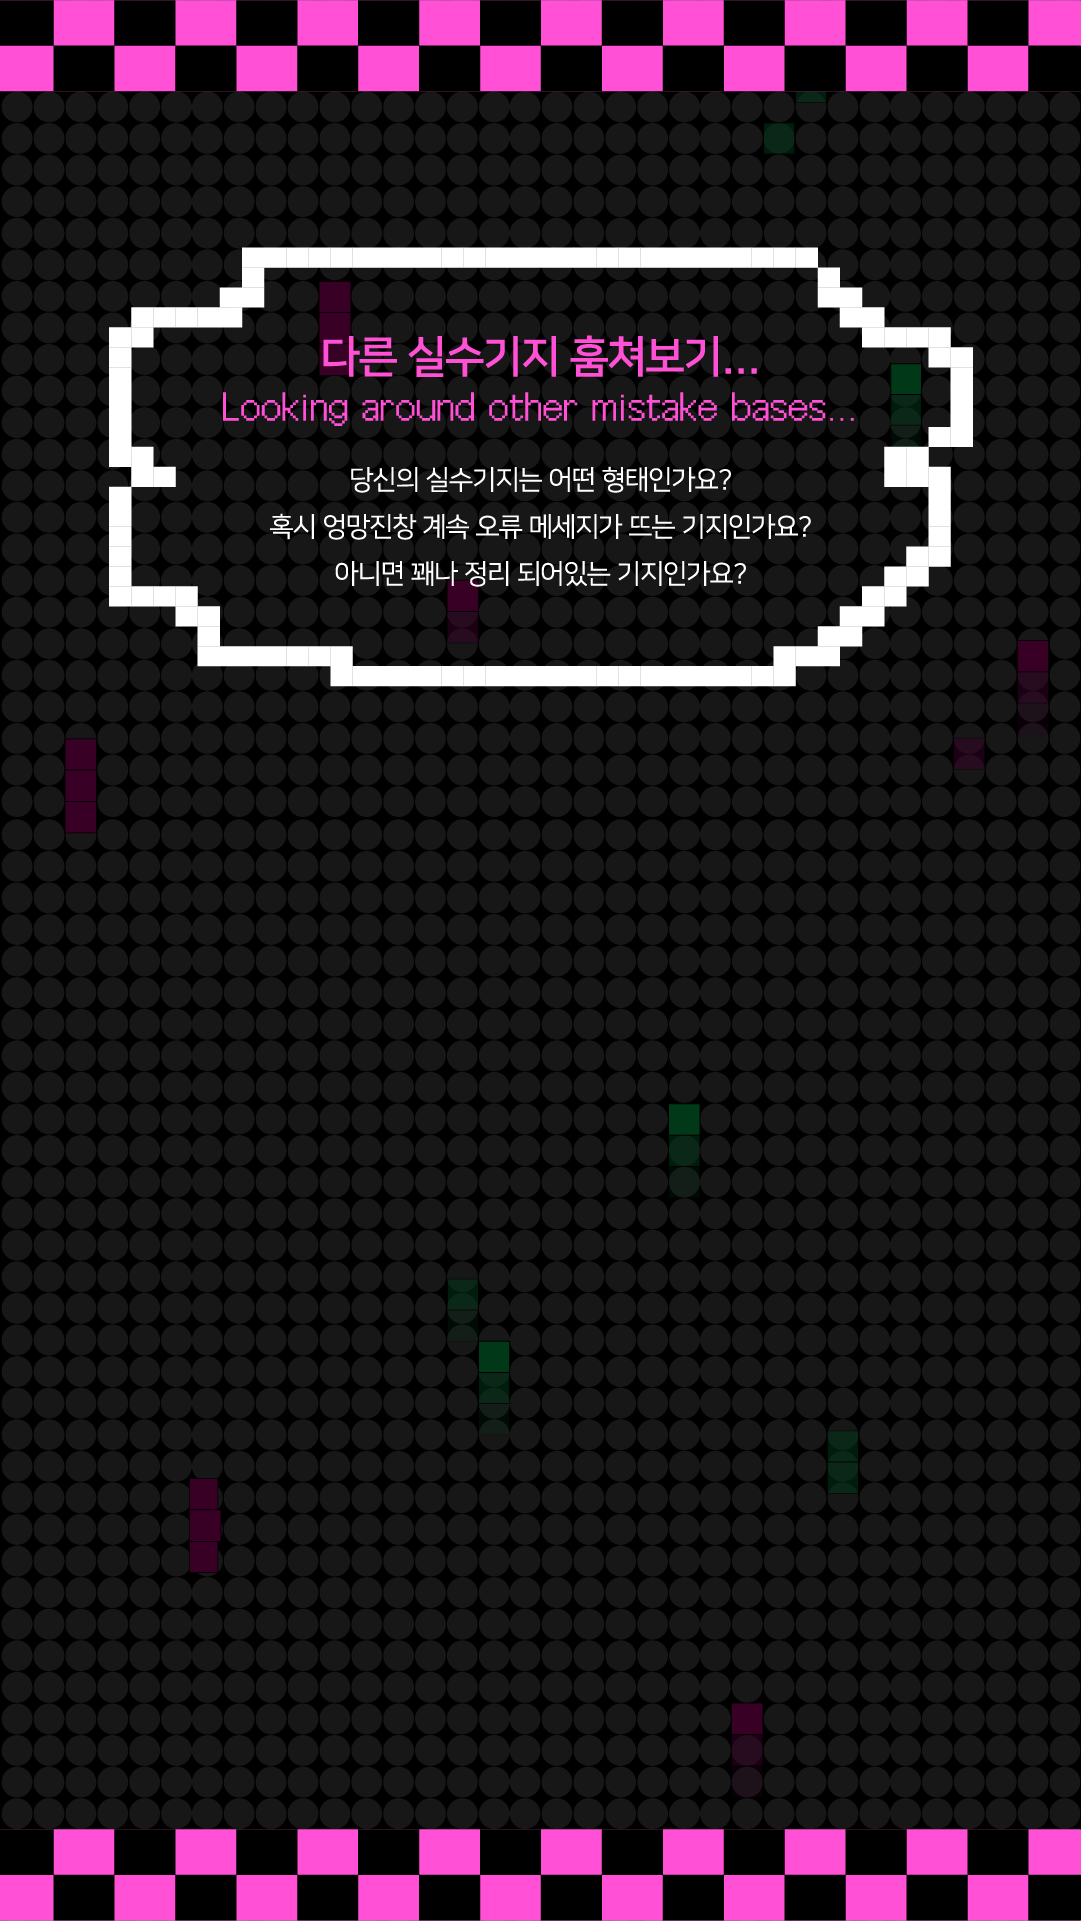 다른 실수기지 훔쳐보기...
Looking around other mistake bases...
당신의 실수기지는 어떤 형태인가요?
혹시 엉망진창 계속 오류 메세지가 뜨는 기지인가요?
아니면 꽤나 정리 되어있는 기지인가요?